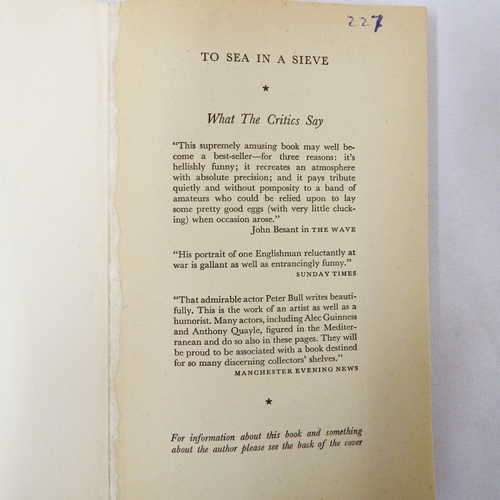 227
TO SEA IN A SIEVE
★
What The Critics Say
"This supremely amusing book may well be-
come a best-seller—for three reasons: it's
hellishly funny; it recreates an atmosphere
with absolute precision; and it pays tribute
quietly and without pomposity to a band of
amateurs who could be relied upon to lay
some pretty good eggs (with very little cluck-
ing) when occasion arose."
John Besant in THE WAVE
"His portrait of one Englishman reluctantly at
war is gallant as well as entrancingly funny."
SUNDAY TIMES
"That admirable actor Peter Bull writes beauti-
fully. This is the work of an artist as well as a
humorist. Many actors, including Alec Guinness
and Anthony Quayle, figured in the Mediter-
ranean and do so also in these pages. They will
be proud to be associated with a book destined
for so many discerning collectors' shelves."
MANCHESTER EVENING NEWS
★
For information about this book and something
about the author please see the back of the cover